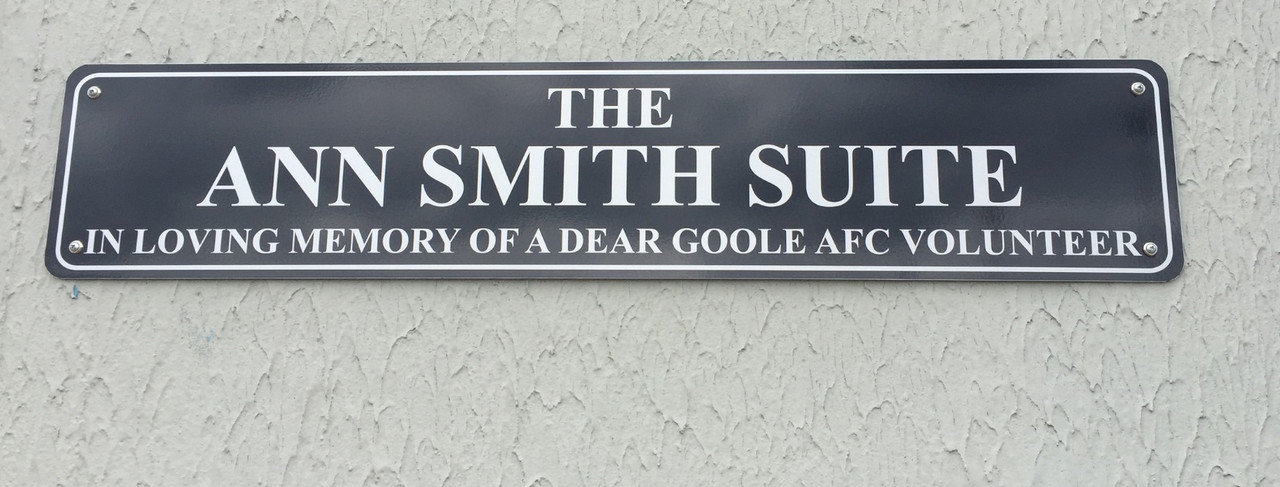 THE
ANN SMITH SUITE
IN LOVING MEMORY OF A DEAR GOOLE AFC VOLUNTEER